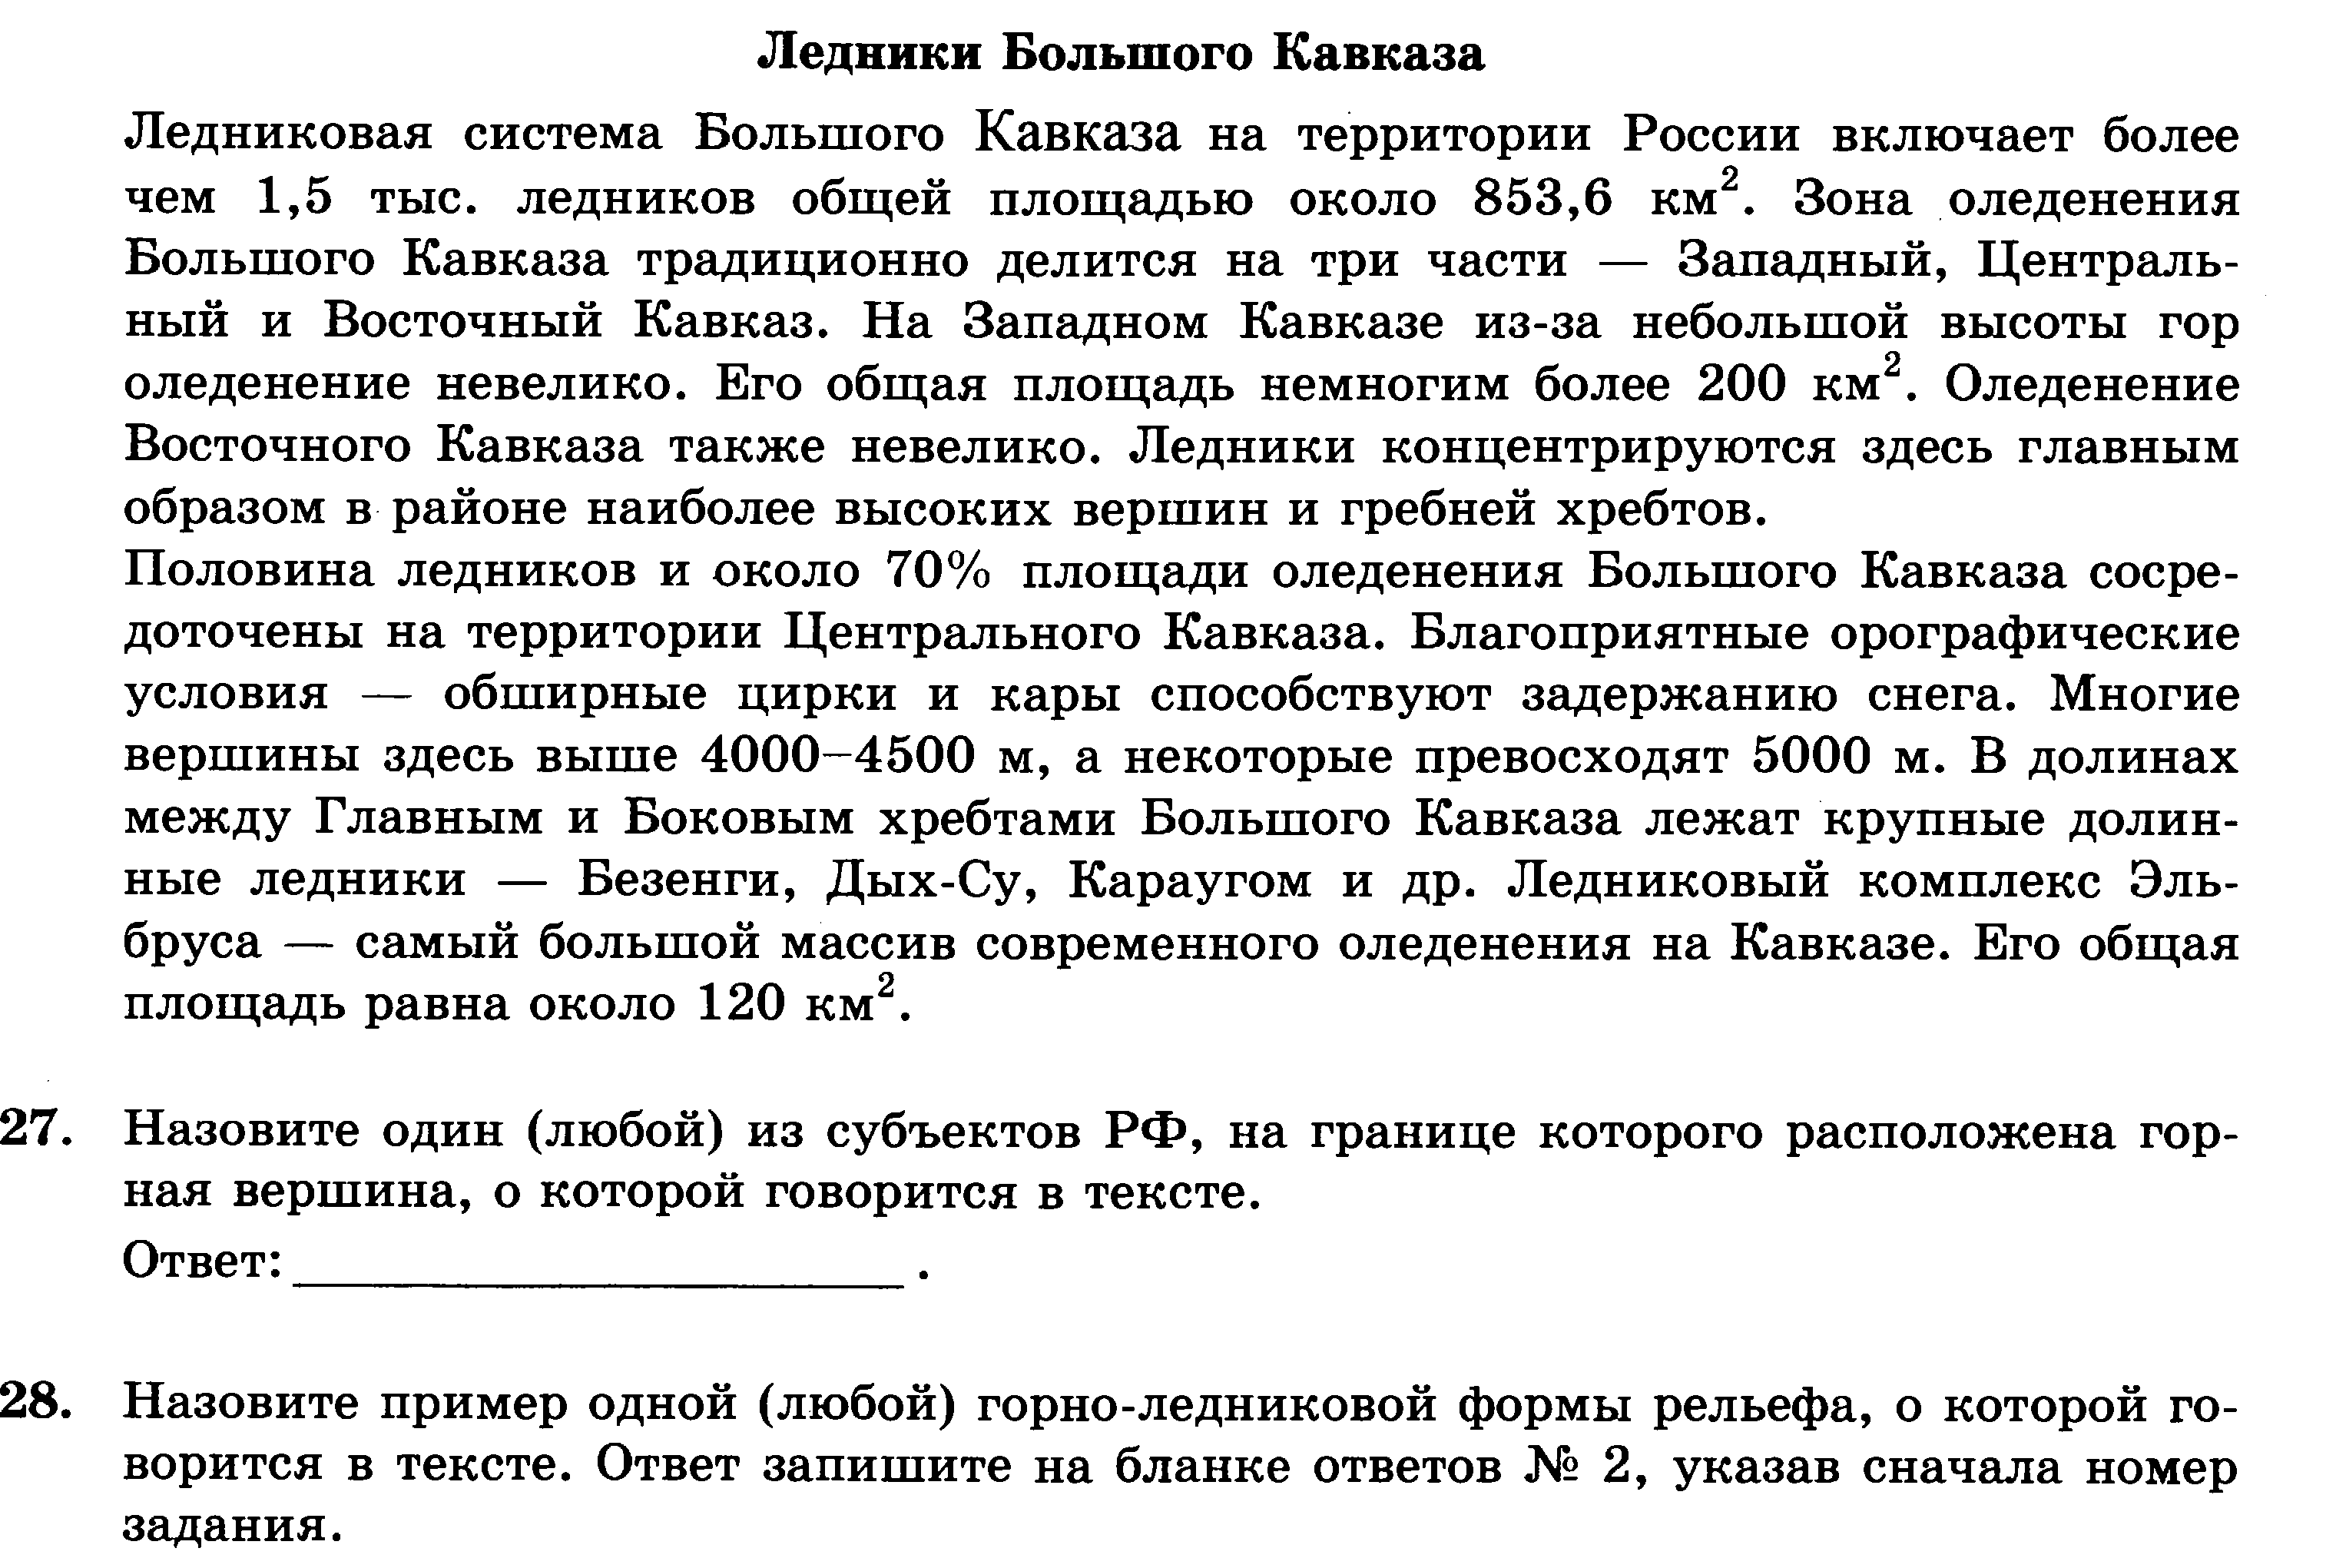 Ледники Большого Кавказа
Ледниковая система Большого Кавказа на территории России включает более
чем 1,5 тыс. ледников общей площадью около 853,6 км². Зона оледенения
Большого Кавказа традиционно делится на три части — Западный, Централь-
ный и Восточный Кавказ. На Западном Кавказе из-за небольшой высоты гор
оледенение невелико. Его общая площадь немногим более 200 км². Оледенение
Восточного Кавказа также невелико. Ледники концентрируются здесь главным
образом в районе наиболее высоких вершин и гребней хребтов.
Половина ледников и около 70% площади оледенения Большого Кавказа сосре-
доточены на территории Центрального Кавказа. Благоприятные орографические
условия — обширные цирки и кары способствуют задержанию снега. Многие
вершины здесь выше 4000–4500 м, а некоторые превосходят 5000 м. В долинах
между Главным и Боковым хребтами Большого Кавказа лежат крупные долин-
ные ледники — Безенги, Дых-Су, Караугом и др. Ледниковый комплекс Эль-
бруса — самый большой массив современного оледенения на Кавказе. Его общая
площадь равна около 120 км².
27. Назовите один (любой) из субъектов РФ, на границе которого расположена гор-
ная вершина, о которой говорится в тексте.
Ответ: ____________________ .
28. Назовите пример одной (любой) горно-ледниковой формы рельефа, о которой го-
ворится в тексте. Ответ запишите на бланке ответов № 2, указав сначала номер
задания.